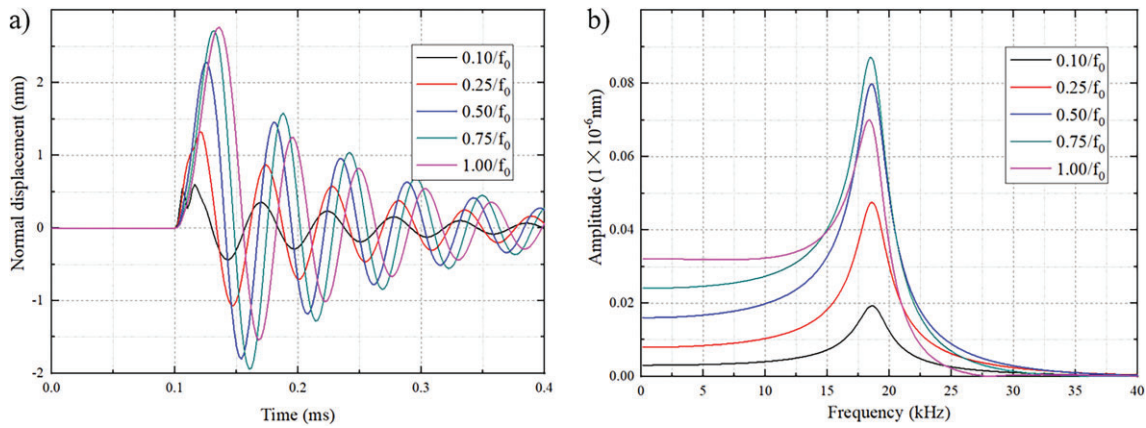 a)
Normal displacement (nm)
2
1
0
-1
-2
0.0 0.1 0.2 0.3 0.4
Time (ms)
0.10/f₀
0.25/f₀
0.50/f₀
0.75/f₀
1.00/f₀
b)
Amplitude (1 × 10⁻⁶nm)
0.08
0.06
0.04
0.02
0.00
0 5 10 15 20 25 30 35 40
Frequency (kHz)
0.10/f₀
0.25/f₀
0.50/f₀
0.75/f₀
1.00/f₀